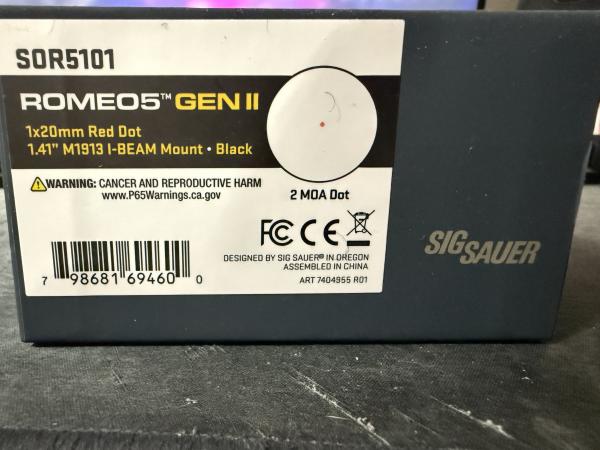 SOR5101
ROMEO5™ GEN II
1x20mm Red Dot
1.41" M1913 I-BEAM Mount • Black
2 MOA Dot
WARNING: CANCER AND REPRODUCTIVE HARM
www.P65Warnings.ca.gov
FC CE
DESIGNED BY SIG SAUER® IN OREGON
ASSEMBLED IN CHINA
ART 7404955 R01
7 98681 69460 0
SIG SAUER